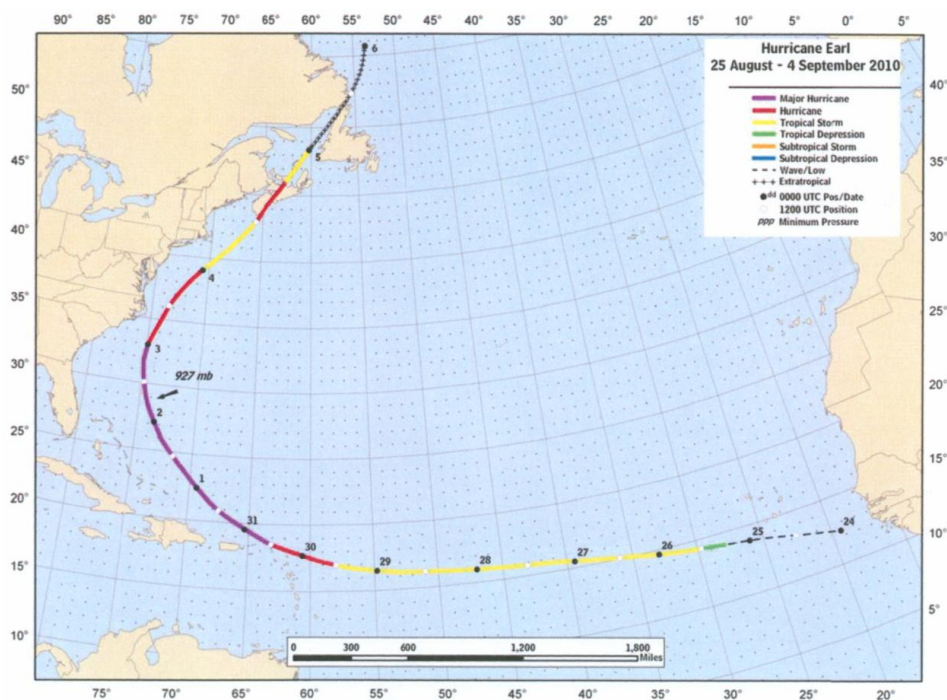 90° 85° 80° 75° 70° 65° 60° 55° 50° 45° 40° 35° 30° 25° 20° 15° 10° 5° 0° 5°
Hurricane Earl
25 August - 4 September 2010
Major Hurricane
Hurricane
Tropical Storm
Tropical Depression
Subtropical Storm
Subtropical Depression
Wave/Low
Extratropical
dd 0000 UTC Pos/Date
1200 UTC Position
ppp Minimum Pressure
50°
45°
40°
35°
30°
25°
20°
15°
10°
40°
35°
30°
25°
20°
15°
10°
5°
6
5
4
3
927 mb
2
1
31
30
29
28
27
26
25
24
0 300 600 1,200 1,800
Miles
75° 70° 65° 60° 55° 50° 45° 40° 35° 30° 25° 20°